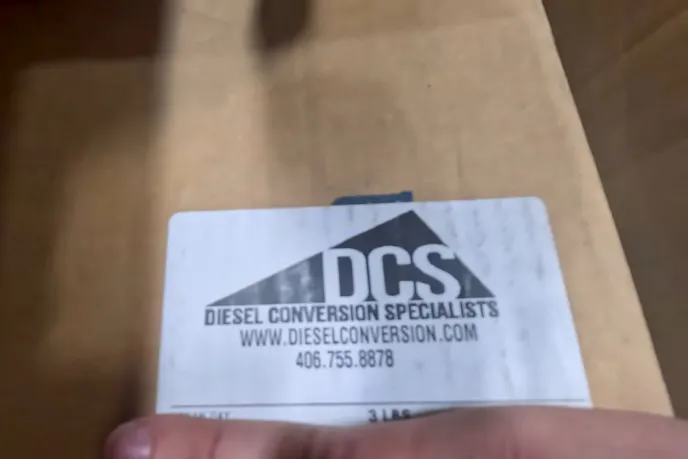 DCS
DIESEL CONVERSION SPECIALISTS
WWW.DIESELCONVERSION.COM
406.755.8878
3 LBS